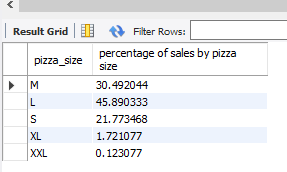 Result Grid Filter Rows:
pizza_size percentage of sales by pizza
size
M 30.492044
L 45.890333
S 21.773468
XL 1.721077
XXL 0.123077